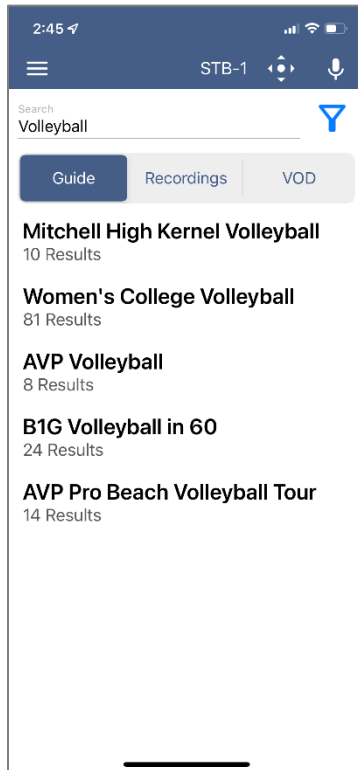 2:45
STB-1
Search
Volleyball
Guide Recordings VOD
Mitchell High Kernel Volleyball
10 Results
Women's College Volleyball
81 Results
AVP Volleyball
8 Results
B1G Volleyball in 60
24 Results
AVP Pro Beach Volleyball Tour
14 Results